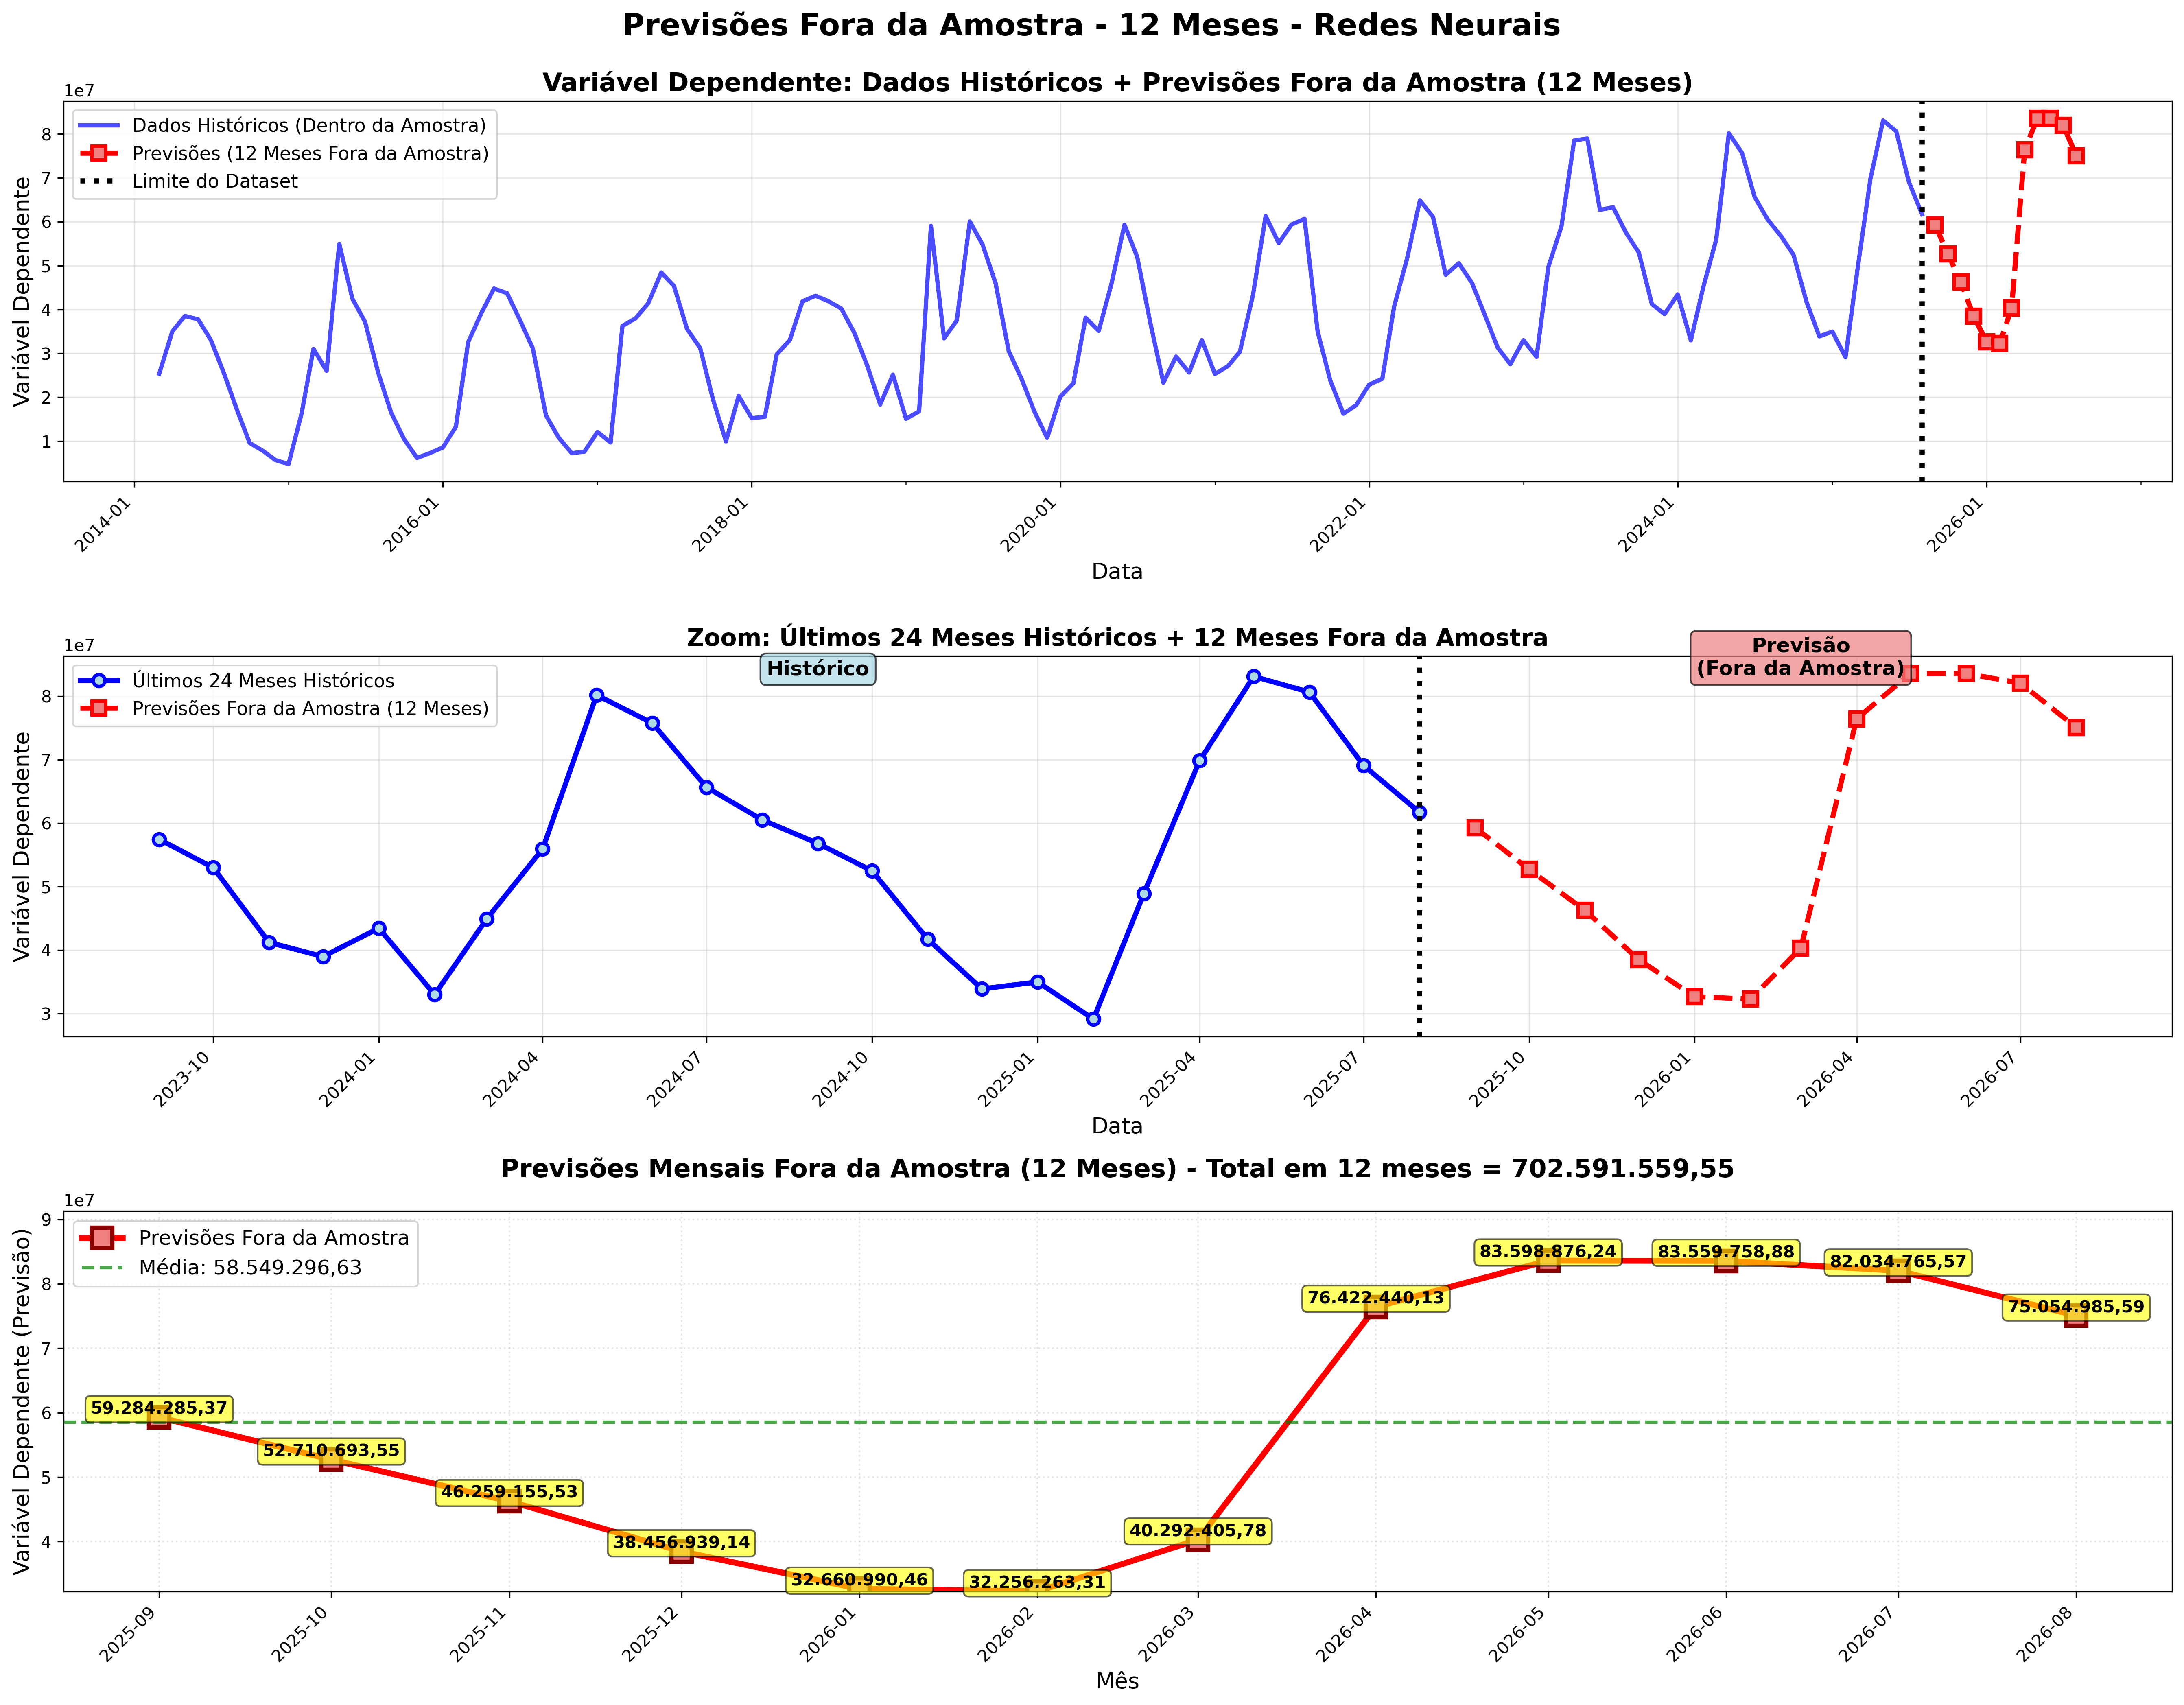 Previsões Fora da Amostra - 12 Meses - Redes Neurais
Variável Dependente: Dados Históricos + Previsões Fora da Amostra (12 Meses)
1e7
Dados Históricos (Dentro da Amostra)
Previsões (12 Meses Fora da Amostra)
Limite do Dataset
Variável Dependente
8
7
6
5
4
3
2
1
2014-01
2016-01
2018-01
2020-01
2022-01
2024-01
2026-01
Data
Zoom: Últimos 24 Meses Históricos + 12 Meses Fora da Amostra
1e7
Últimos 24 Meses Históricos
Previsões Fora da Amostra (12 Meses)
Histórico
Previsão
(Fora da Amostra)
Variável Dependente
8
7
6
5
4
3
2023-10
2024-01
2024-04
2024-07
2024-10
2025-01
2025-04
2025-07
2025-10
2026-01
2026-04
2026-07
Data
Previsões Mensais Fora da Amostra (12 Meses) - Total em 12 meses = 702.591.559,55
1e7
Previsões Fora da Amostra
Média: 58.549.296,63
Variável Dependente (Previsão)
9
8
7
6
5
4
59.284.285,37
52.710.693,55
46.259.155,53
38.456.939,14
32.660.990,46
32.256.263,31
40.292.405,78
76.422.440,13
83.598.876,24
83.559.758,88
82.034.765,57
75.054.985,59
2025-09
2025-10
2025-11
2025-12
2026-01
2026-02
2026-03
2026-04
2026-05
2026-06
2026-07
2026-08
Mês